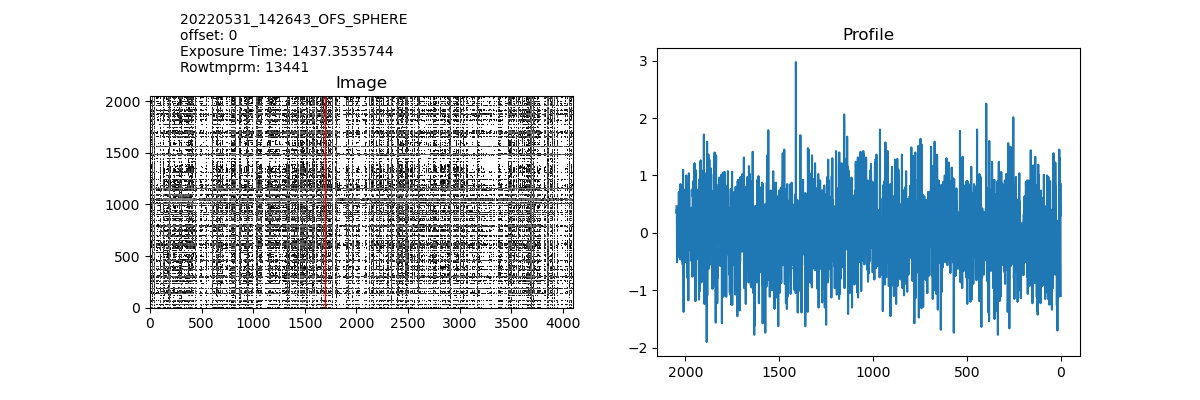 20220531_142643_OFS_SPHERE
offset: 0
Exposure Time: 1437.3535744
Rowtmprm: 13441
Image
2000
1500
1000
500
0
0 500 1000 1500 2000 2500 3000 3500 4000
Profile
3
2
1
0
−1
−2
2000 1500 1000 500 0